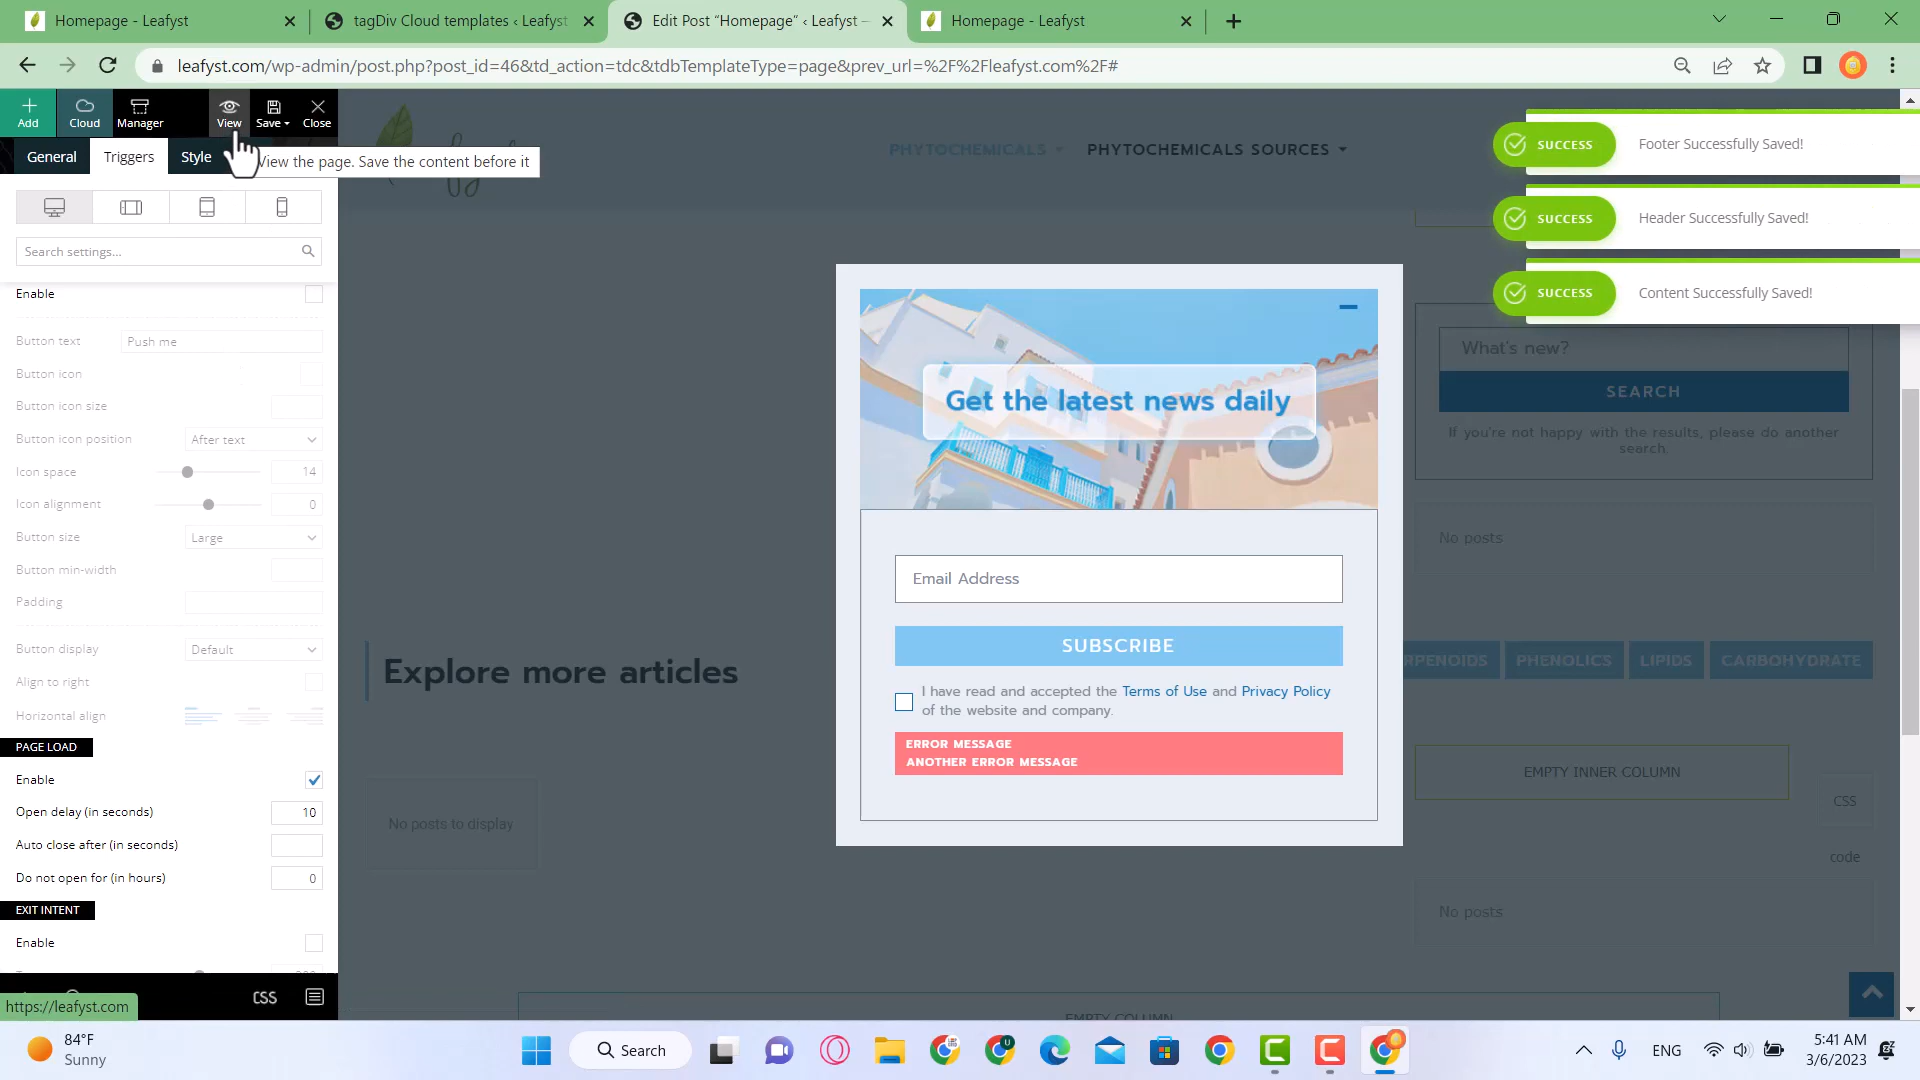 Homepage - Leafyst
tagDiv Cloud templates ‹ Leafyst
Edit Post "Homepage" ‹ Leafyst —
Homepage - Leafyst
leafyst.com/wp-admin/post.php?post_id=46&td_action=tdc&tdbTemplateType=page&prev_url=%2F%2Fleafyst.com%2F#
Add
Cloud
Manager
View
Save
Close
General
Triggers
Style
View the page. Save the content before it
PHYTOCHEMICALS
PHYTOCHEMICALS SOURCES
SUCCESS
Footer Successfully Saved!
SUCCESS
Header Successfully Saved!
SUCCESS
Content Successfully Saved!
Search settings...
Enable
Button text
Push me
Button icon
Button icon size
Button icon position
After text
Icon space
14
Icon alignment
0
Button size
Large
Button min-width
Padding
Button display
Default
Align to right
Horizontal align
PAGE LOAD
Enable
Open delay (in seconds)
10
Auto close after (in seconds)
Do not open for (in hours)
0
EXIT INTENT
Enable
CSS
https://leafyst.com
Get the latest news daily
Email Address
SUBSCRIBE
I have read and accepted the Terms of Use and Privacy Policy
of the website and company.
ERROR MESSAGE
ANOTHER ERROR MESSAGE
Explore more articles
No posts to display
What's new?
SEARCH
If you're not happy with the results, please do another
search.
No posts
RPENOIDS
PHENOLICS
LIPIDS
CARBOHYDRATE
EMPTY INNER COLUMN
CSS
code
No posts
EMPTY COLUMN
84°F
Sunny
Search
ENG
5:41 AM
3/6/2023